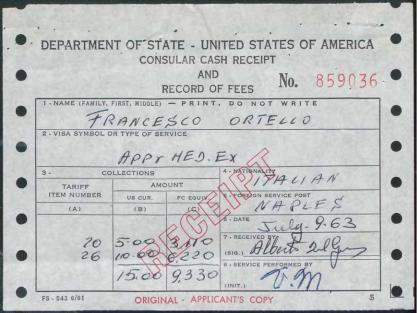 DEPARTMENT OF STATE - UNITED STATES OF AMERICA
CONSULAR CASH RECEIPT
AND
RECORD OF FEES
No. 859036
1 - NAME (FAMILY, FIRST, MIDDLE) — PRINT, DO NOT WRITE
FRANCESCO ORTELLO
2 - VISA SYMBOL OR TYPE OF SERVICE
APPT MED. EX
3 - COLLECTIONS
4 - NATIONALITY
ITALIAN
TARIFF ITEM NUMBER
AMOUNT
5 - FOREIGN SERVICE POST
NAPLES
(A)
US CUR. (B)
FC EQUIV. (C)
6 - DATE
July-9-63
20 5.00 3,110
7 - RECEIVED BY
(SIG.) Albert
26 10.00 6,220
15.00 9,330
8 - SERVICE PERFORMED BY
(INIT.) V.M.
RECEIPT
FS - 543 6/61
ORIGINAL - APPLICANT'S COPY
S